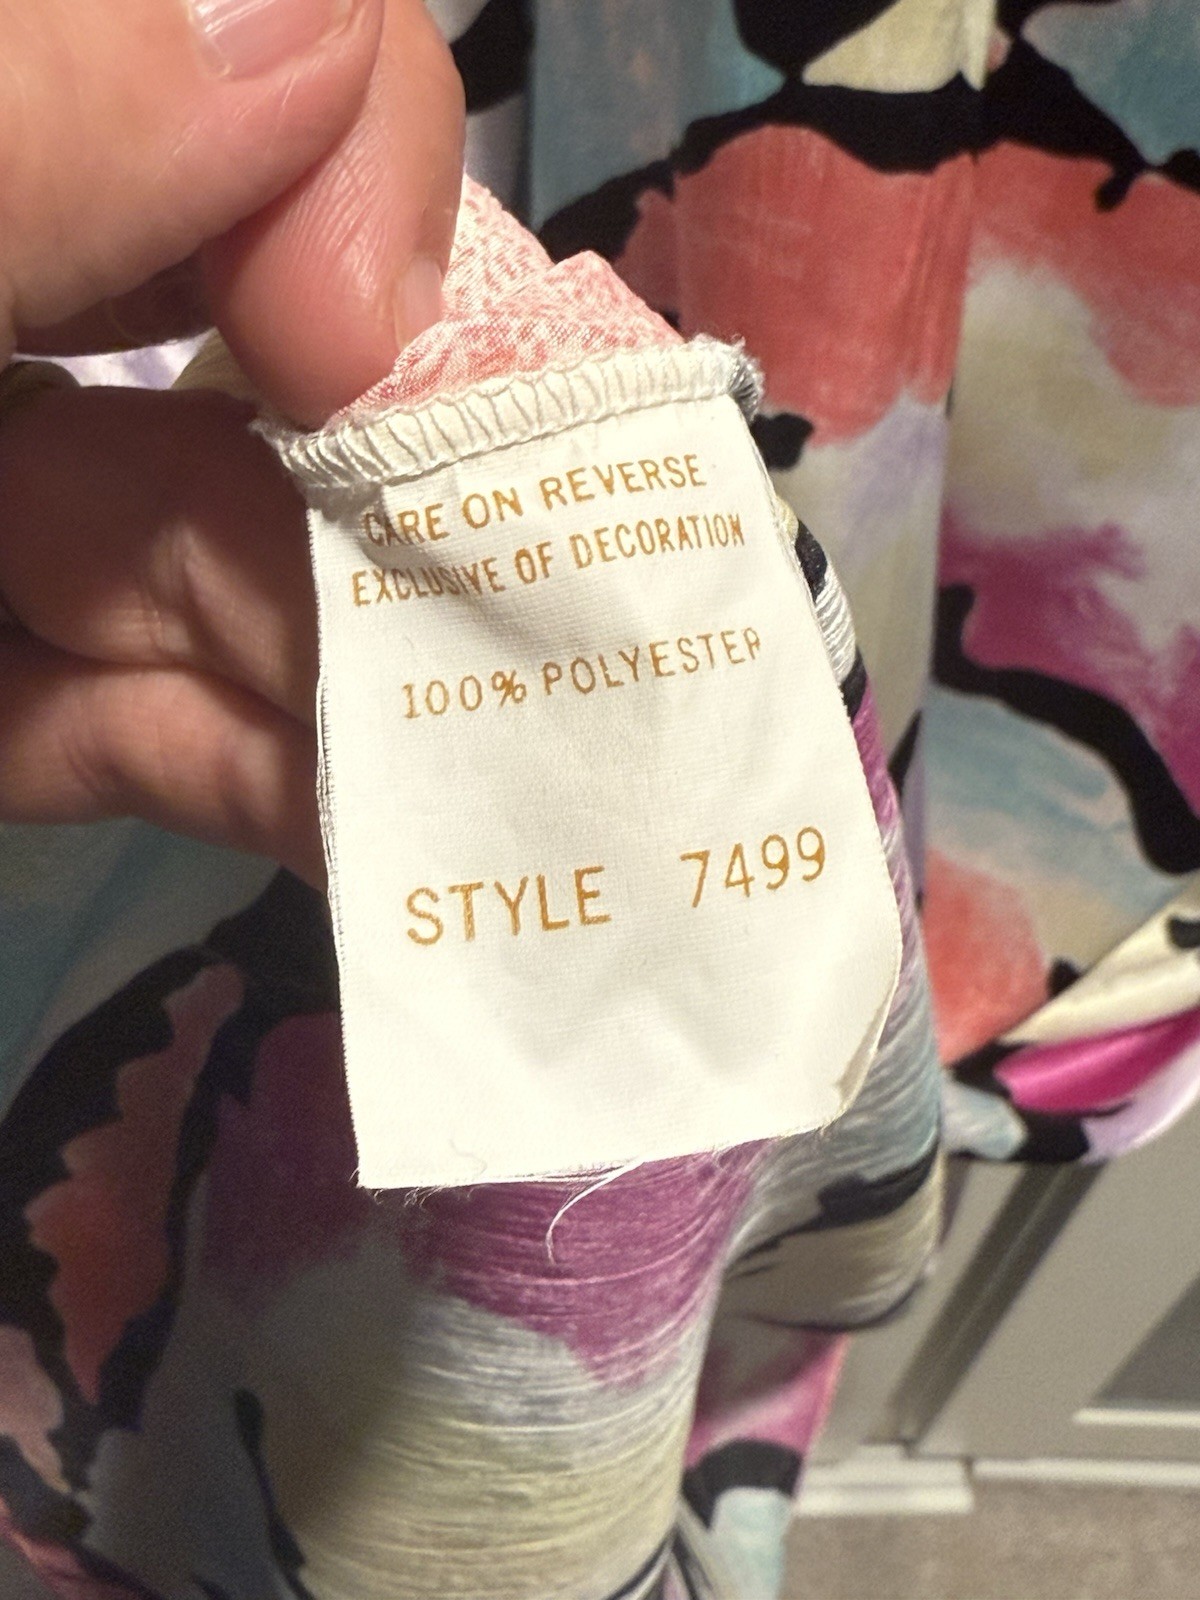 CARE ON REVERSE
EXCLUSIVE OF DECORATION
100% POLYESTER
STYLE 7499